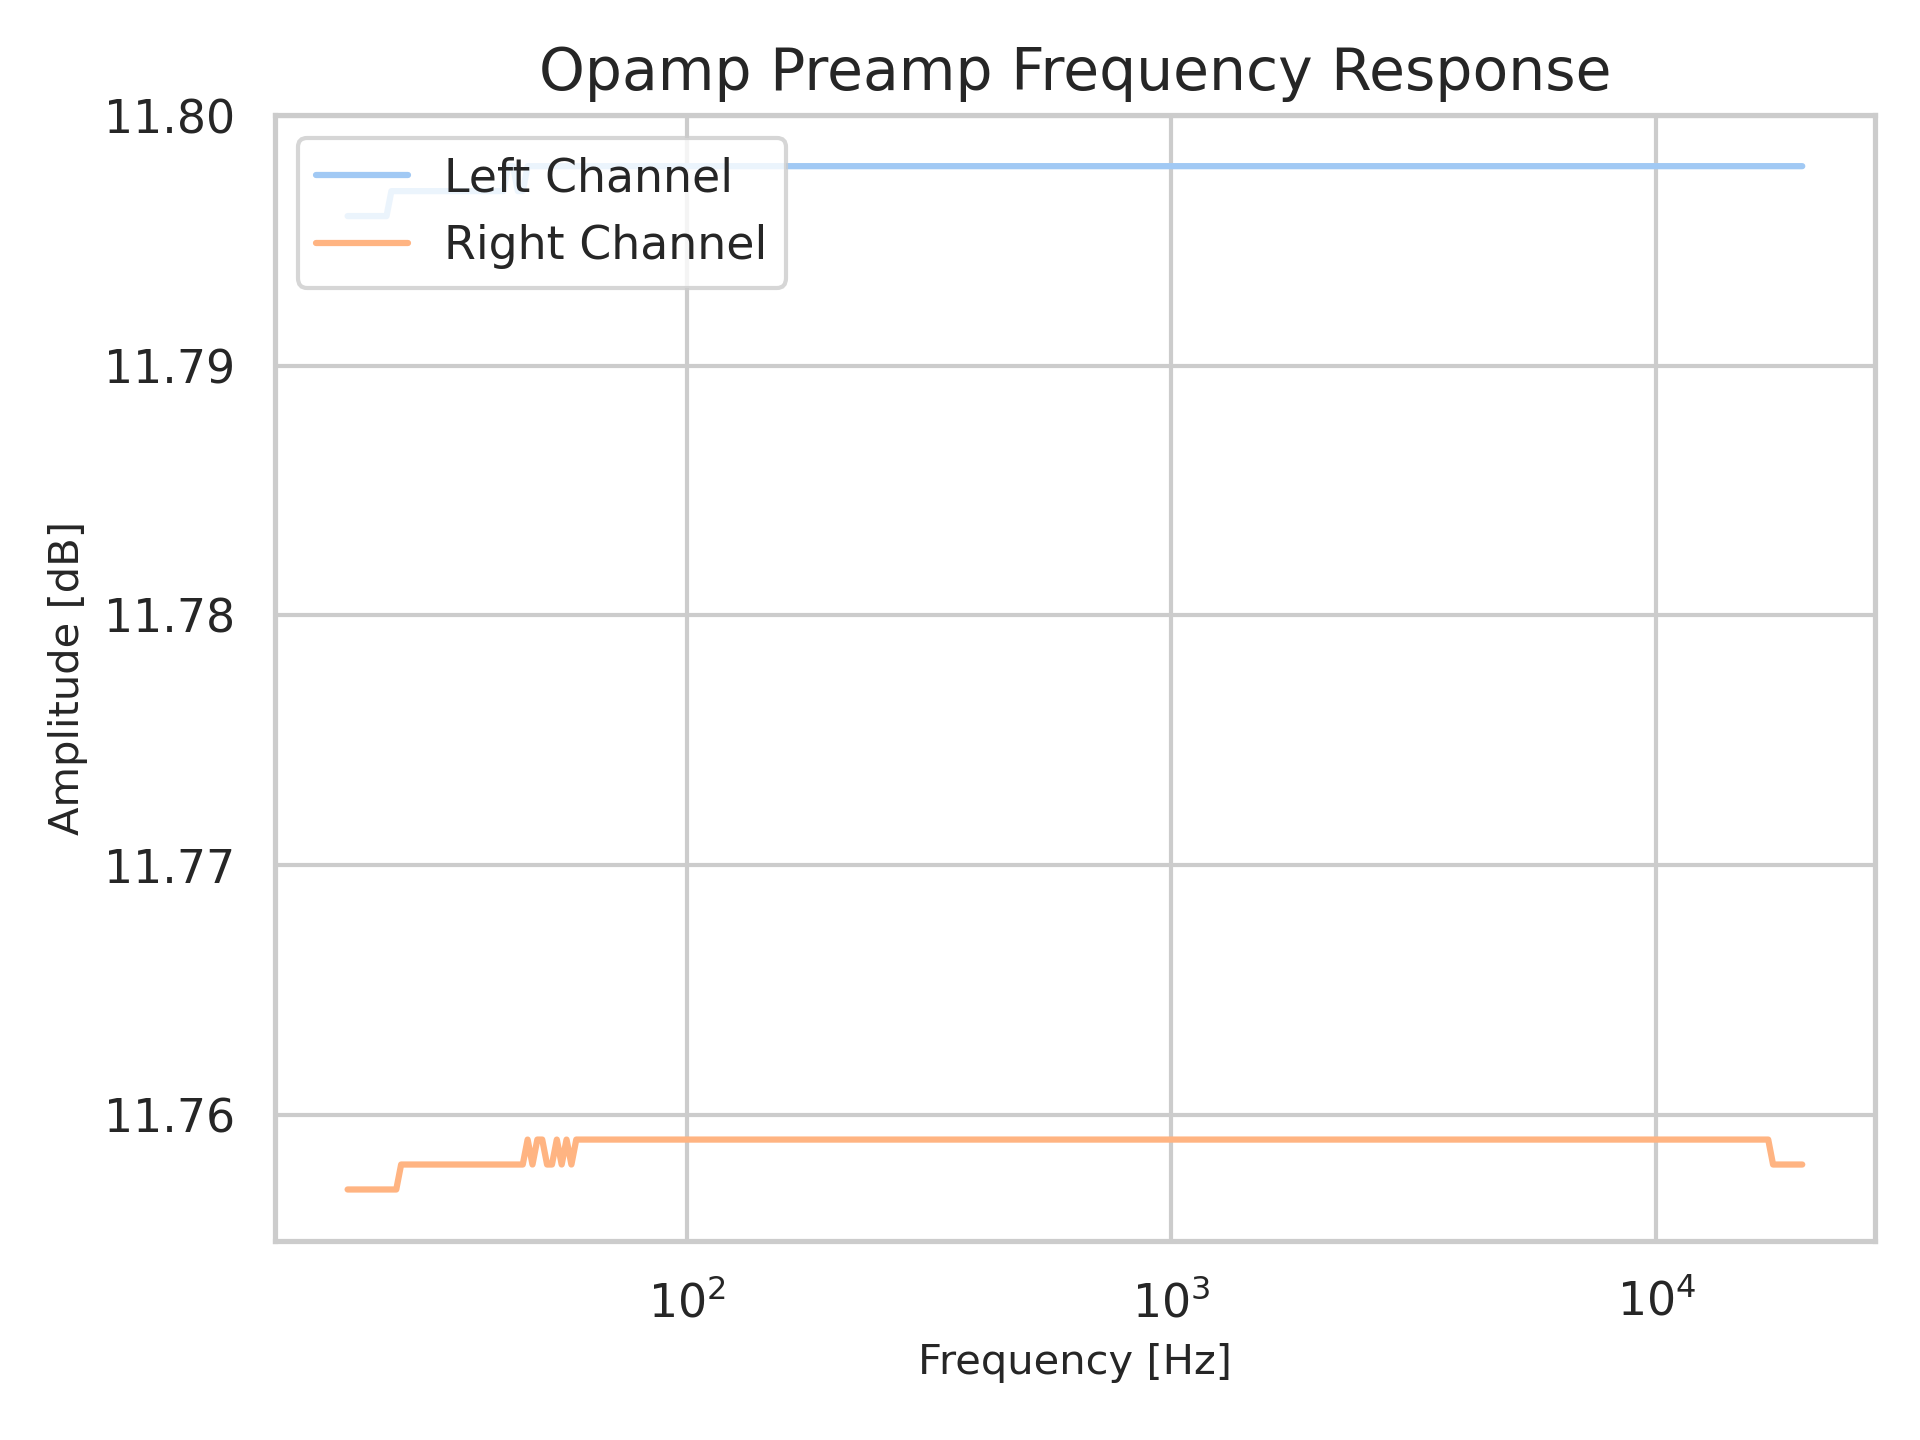 Opamp Preamp Frequency Response
11.80
Left Channel
Right Channel
11.79
11.78
11.77
11.76
Amplitude [dB]
10²
10³
10⁴
Frequency [Hz]